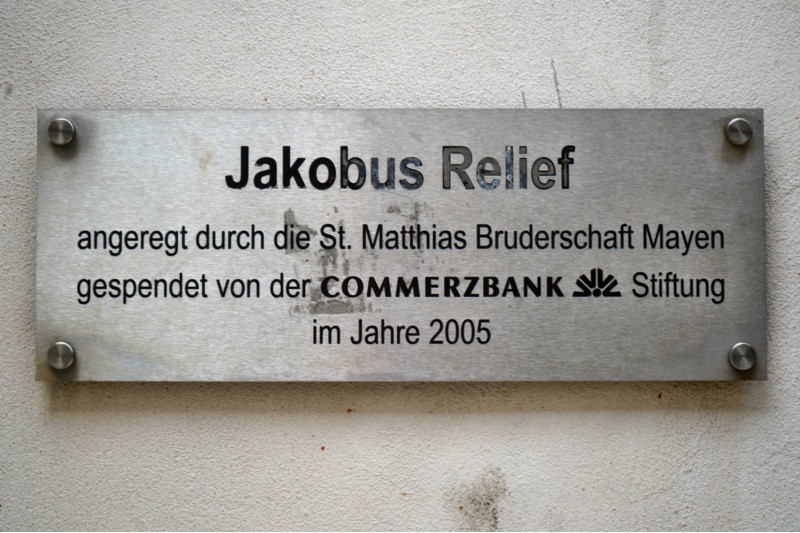 Jakobus Relief
angeregt durch die St. Matthias Bruderschaft Mayen
gespendet von der COMMERZBANK Stiftung
im Jahre 2005